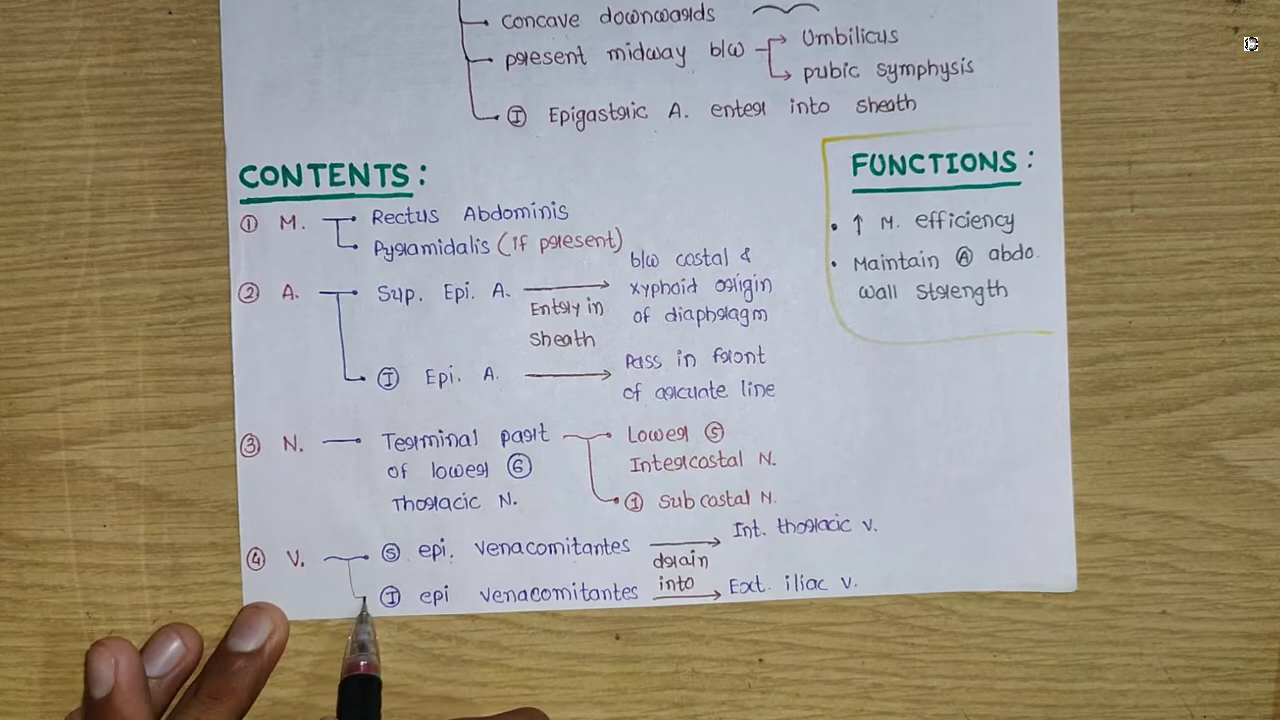 concave downwards
present midway b/w Umbilicus
pubic symphysis
Ⓘ Epigastric A. enter into sheath
CONTENTS:
① M. Rectus Abdominis
Pyramidalis (if present)
② A. Sup. Epi. A. Entry in sheath b/w costal & xyphoid origin of diaphragm
Ⓘ Epi. A. Pass in front of arcuate line
③ N. Terminal part of lower ⑥ Thoracic N.
Lower ⑤ Intercostal N.
① Subcostal N.
④ V. Ⓢ epi. venacomitantes drain into Int. thoracic v.
Ⓘ epi venacomitantes Ext. iliac v.
FUNCTIONS:
• ↑ M. efficiency
• Maintain Ⓐ abdo.
wall strength